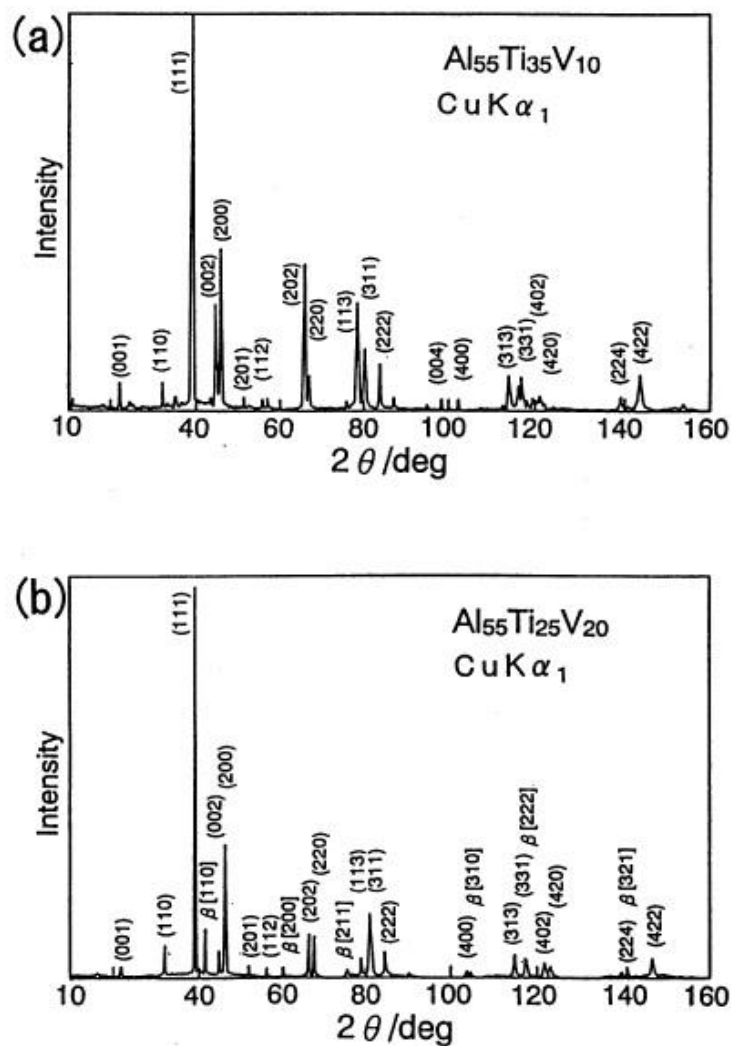 (a)
Al₅₅Ti₃₅V₁₀
CuKα₁
Intensity
(001)
(110)
(111)
(002)
(200)
(201)
(112)
(202)
(220)
(113)
(311)
(222)
(004)
(400)
(313)
(331)
(402)
(420)
(224)
(422)
10 40 60 80 100 120 140 160
2θ/deg
(b)
Al₅₅Ti₂₅V₂₀
CuKα₁
Intensity
(001)
(110)
(111)
β[110]
(002)
(200)
(201)
(112)
β[200]
(202)
(220)
β[211]
(113)
(311)
(222)
(400)
β[310]
(313)
(331)
β[222]
(402)
(420)
(224)
β[321]
(422)
10 40 60 80 100 120 140 160
2θ/deg